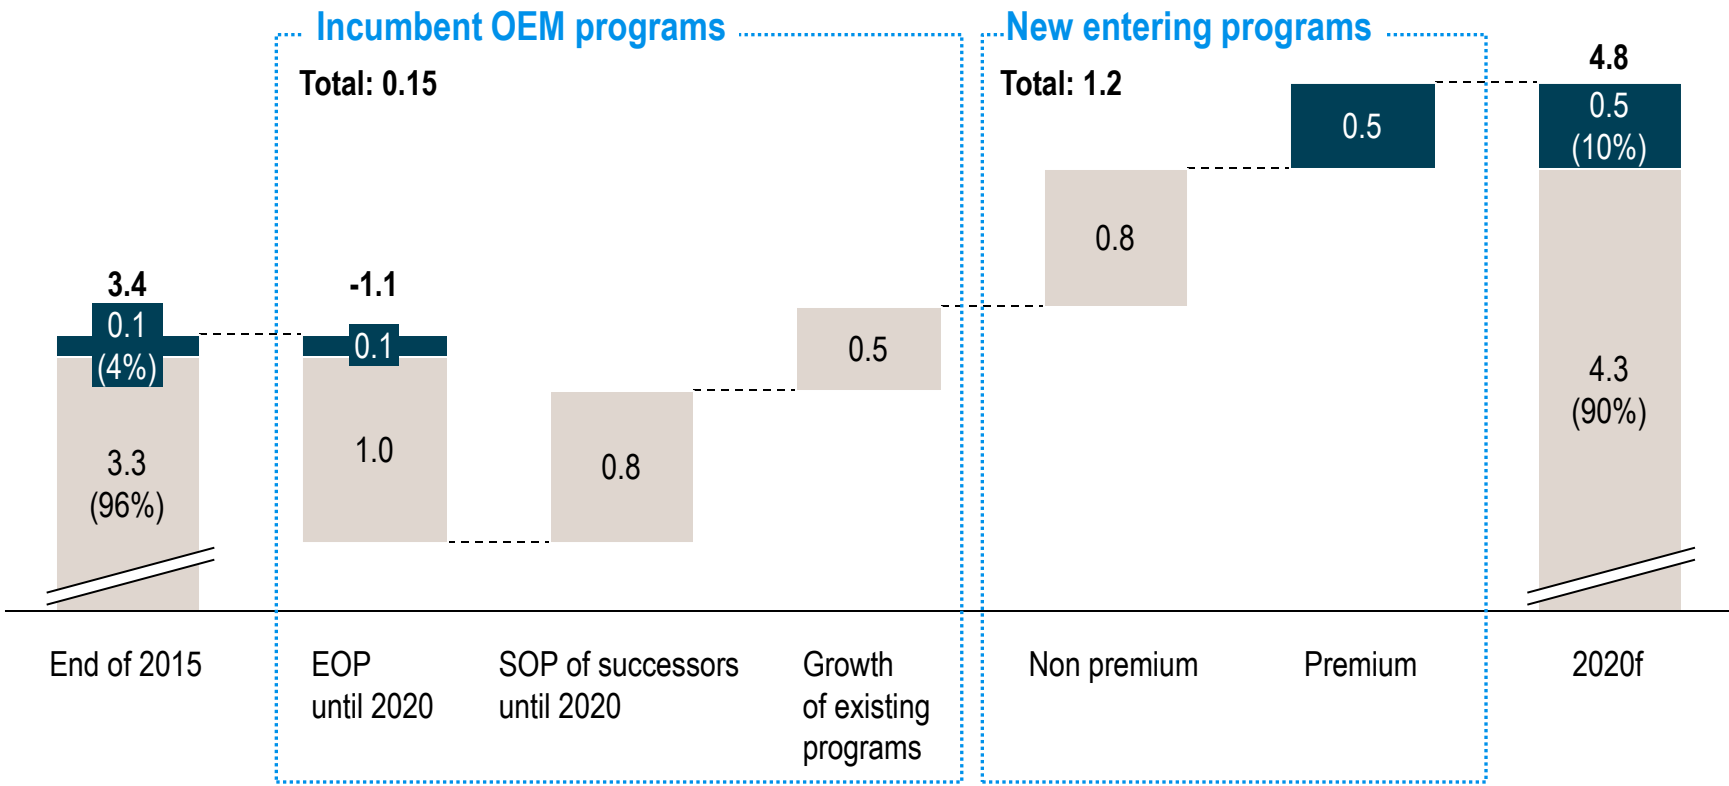 Incumbent OEM programs
New entering programs
Total: 0.15
Total: 1.2
4.8
0.5
(10%)
0.5
0.8
3.4
0.1
(4%)
-1.1
0.1
0.5
4.3
(90%)
1.0
0.8
3.3
(96%)
End of 2015
EOP
until 2020
SOP of successors
until 2020
Growth
of existing
programs
Non premium
Premium
2020f